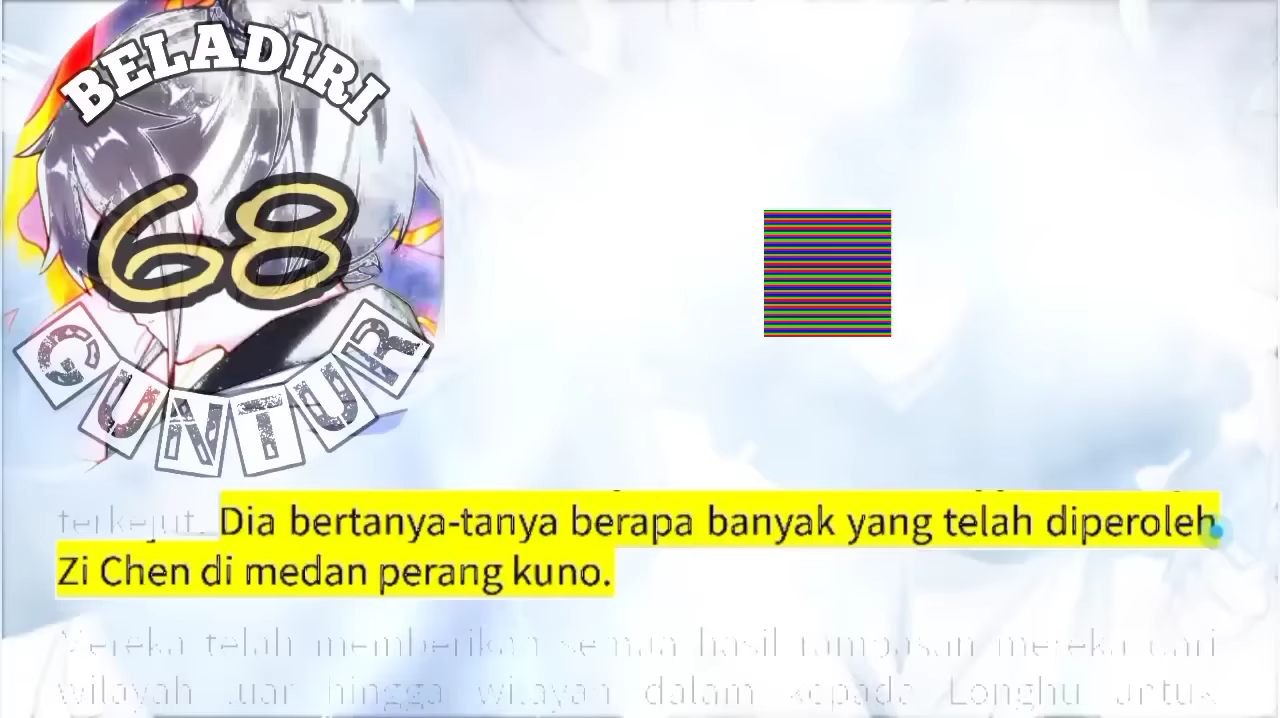 BELADIRI
68
GUNTUR
terkejut. Dia bertanya-tanya berapa banyak yang telah diperoleh
Zi Chen di medan perang kuno.
Mereka telah memberikan semua hasil rampasan mereka dari
wilayah luar hingga wilayah dalam kepada Longhu untuk